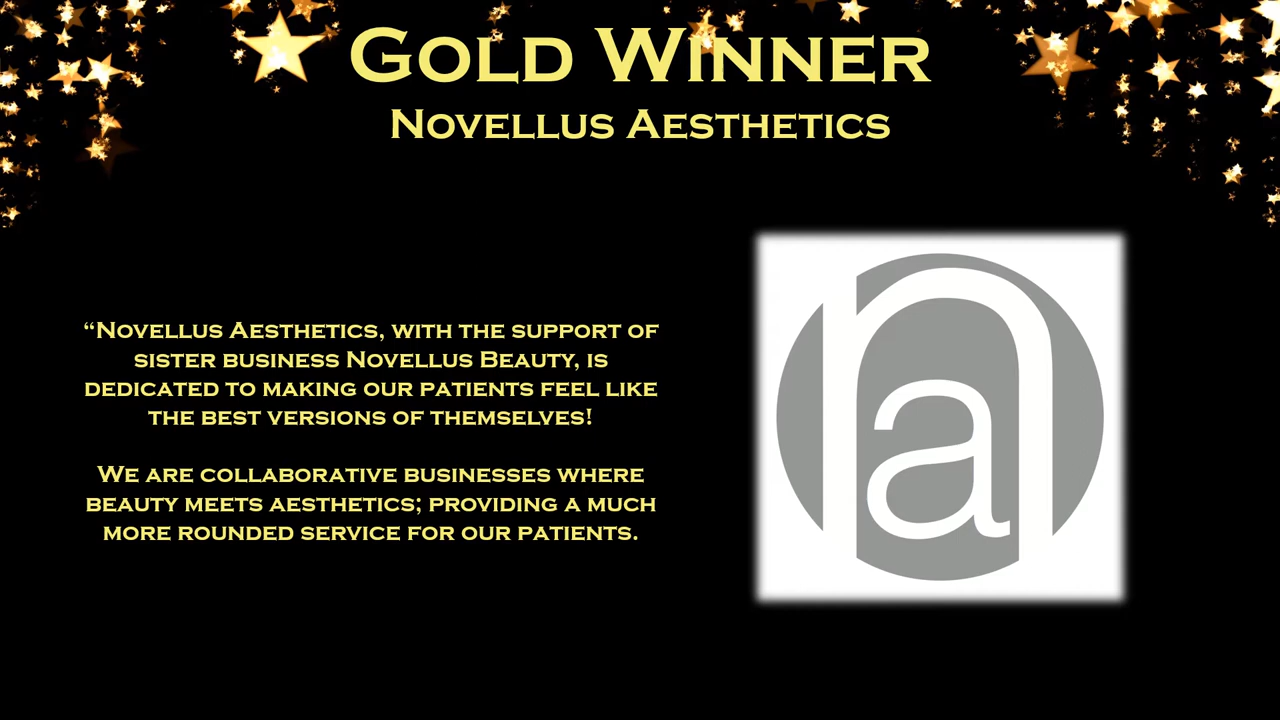 Gold Winner
Novellus Aesthetics
“Novellus Aesthetics, with the support of
sister business Novellus Beauty, is
dedicated to making our patients feel like
the best versions of themselves!
We are collaborative businesses where
beauty meets aesthetics; providing a much
more rounded service for our patients.
na